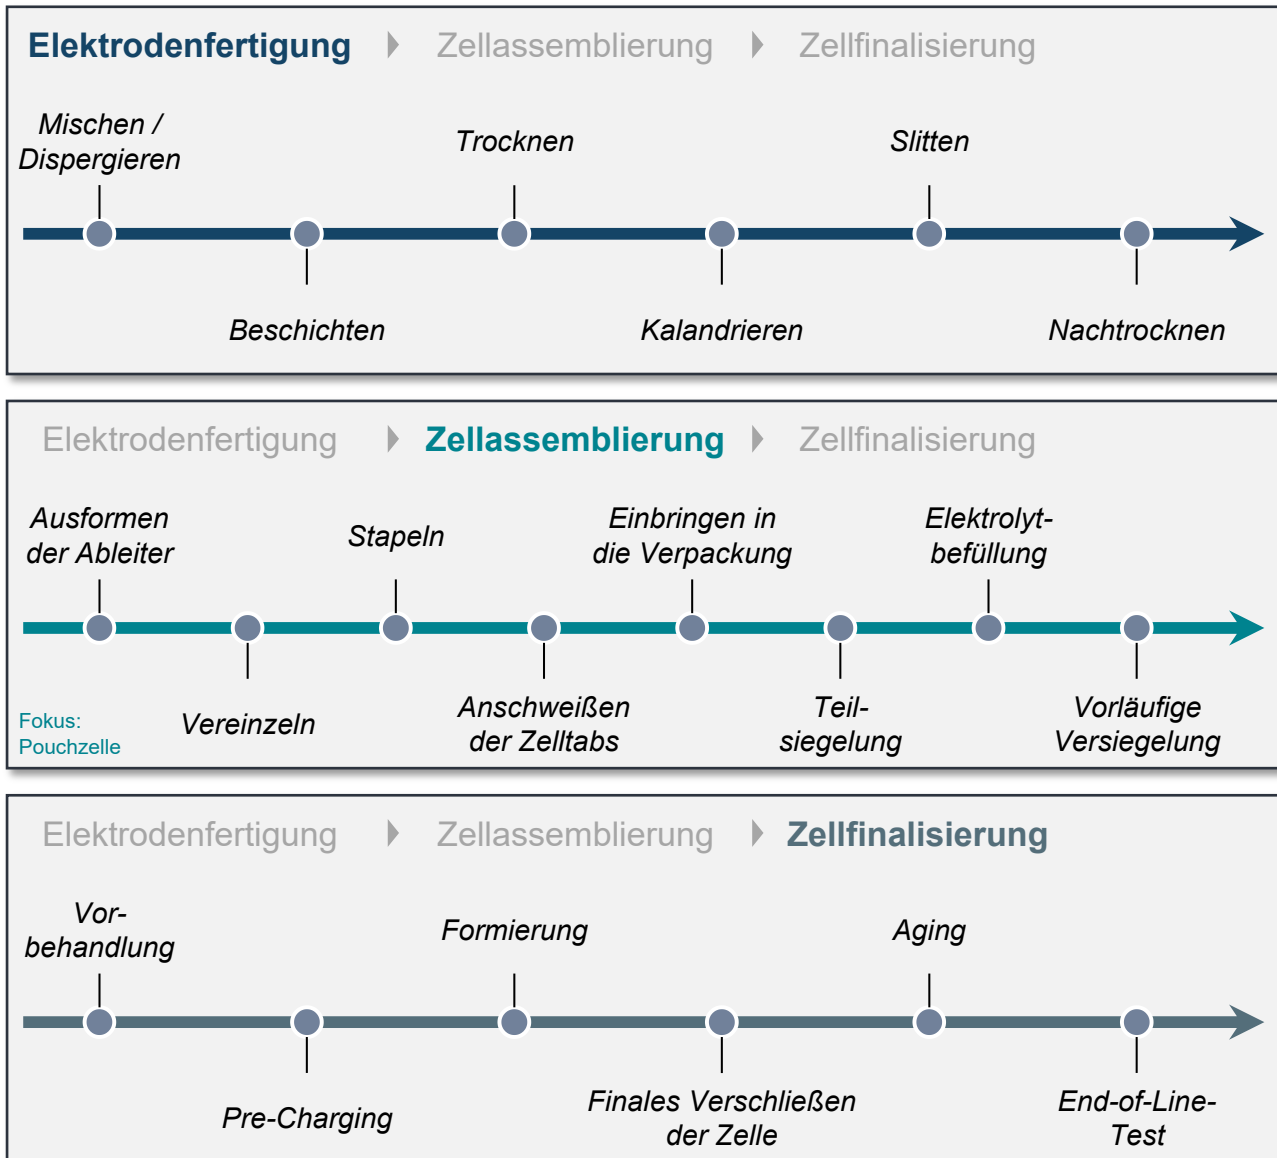 Elektrodenfertigung Zellassemblierung Zellfinalisierung
Mischen /
Dispergieren
Beschichten
Trocknen
Kalandrieren
Slitten
Nachtrocknen
Elektrodenfertigung Zellassemblierung Zellfinalisierung
Ausformen
der Ableiter
Vereinzeln
Stapeln
Anschweißen
der Zelltabs
Einbringen in
die Verpackung
Teil-
siegelung
Elektrolyt-
befüllung
Vorläufige
Versiegelung
Fokus:
Pouchzelle
Elektrodenfertigung Zellassemblierung Zellfinalisierung
Vor-
behandlung
Pre-Charging
Formierung
Finales Verschließen
der Zelle
Aging
End-of-Line-
Test